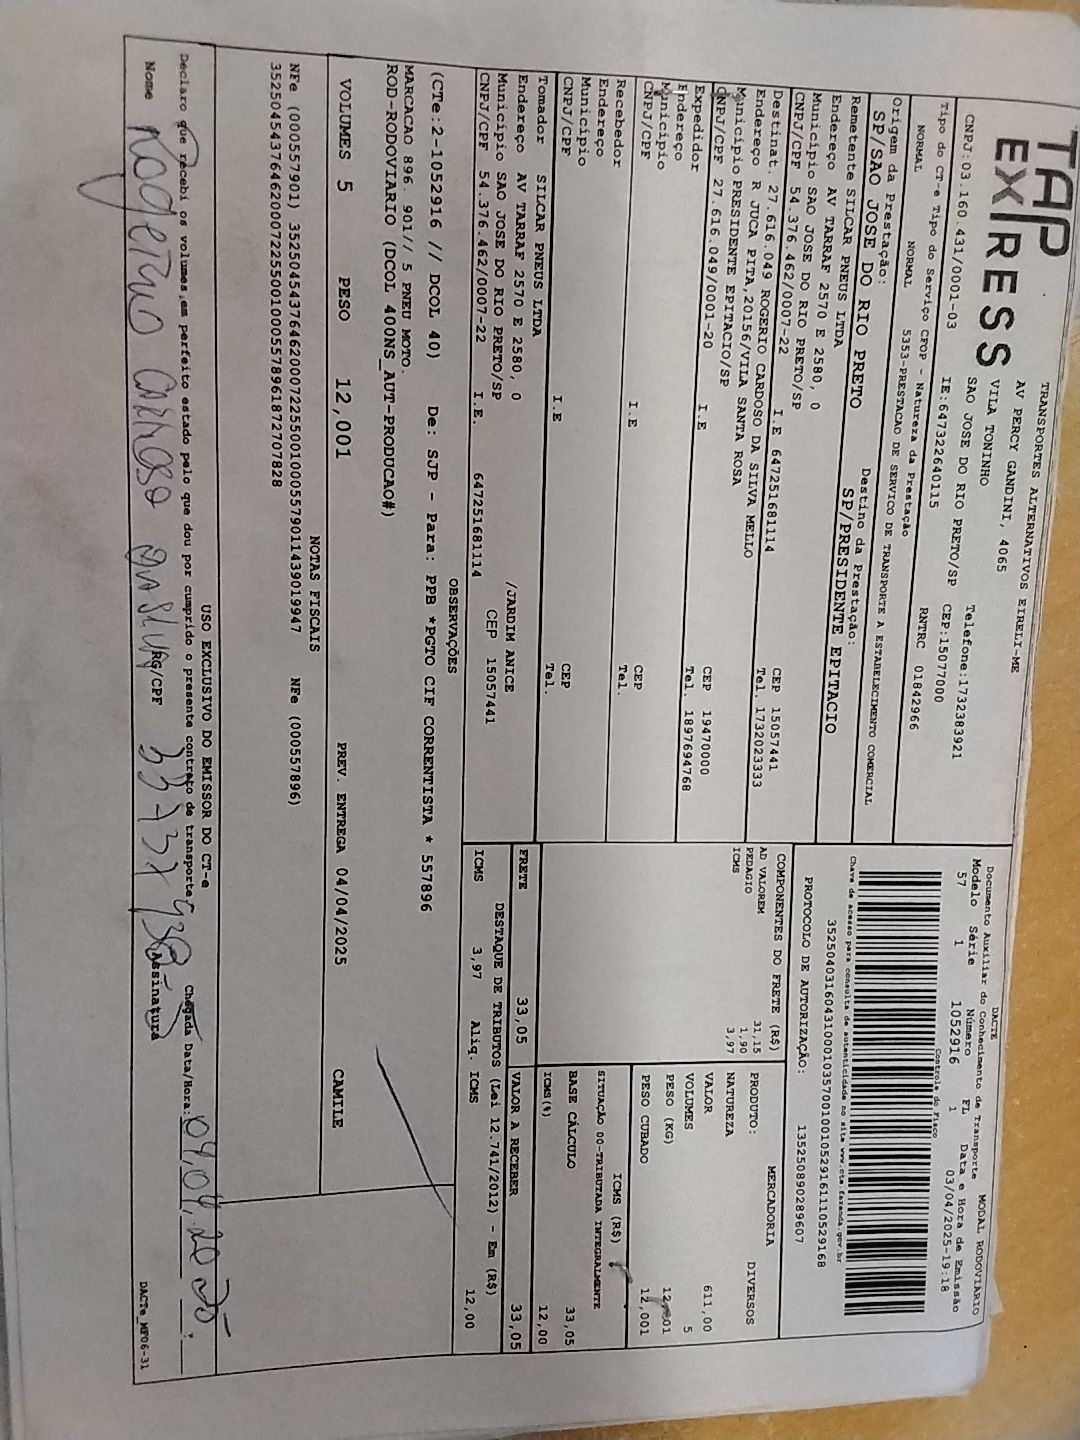 TAP
EXPRESS
TRANSPORTES ALTERNATIVOS EIRELI-ME
AV PERCY GANDINI, 4065
VILA TONINHO
SAO JOSE DO RIO PRETO/SP Telefone:1732383921
CNPJ:03.160.431/0001-03 IE:647322640115 CEP:15077000
Tipo do CT-e Tipo do Serviço CFOP - Natureza da Prestação RNTRC 01842966
NORMAL NORMAL 5353-PRESTACAO DE SERVICO DE TRANSPORTE A ESTABELECIMENTO COMERCIAL
Origem da Prestação: Destino da Prestação:
SP/SAO JOSE DO RIO PRETO SP/PRESIDENTE EPITACIO
Remetente SILCAR PNEUS LTDA
Endereço AV TARRAF 2570 E 2580, 0
Município SAO JOSE DO RIO PRETO/SP CEP 15057441
CNPJ/CPF 54.376.462/0007-22 I.E 647251681114 Tel. 1732023333
Destinat. 27.616.049 ROGERIO CARDOSO DA SILVA MELLO
Endereço R JUCA PITA,20156/VILA SANTA ROSA
Município PRESIDENTE EPITACIO/SP CEP 19470000
CNPJ/CPF 27.616.049/0001-20 I.E Tel. 1897694768
Expedidor
Endereço
Município CEP
CNPJ/CPF I.E Tel.
Recebedor
Endereço
Município CEP
CNPJ/CPF I.E Tel.
Tomador SILCAR PNEUS LTDA
Endereço AV TARRAF 2570 E 2580, 0 /JARDIM ANICE
Município SAO JOSE DO RIO PRETO/SP CEP 15057441
CNPJ/CPF 54.376.462/0007-22 I.E. 647251681114
DACTE MODAL RODOVIÁRIO
Documento Auxiliar do Conhecimento de Transporte
Modelo Série Número FL Data e Hora de Emissão
57 1 1052916 1 03/04/2025-19:18
Controle do Fisco
Chave de acesso para consulta de autenticidade no site www.cte.fazenda.gov.br
PROTOCOLO DE AUTORIZAÇÃO: 135250890289607
COMPONENTES DO FRETE (R$)
AD VALOREM 31,15
PEDAGIO 1,90
ICMS 3,97
MERCADORIA
PRODUTO: DIVERSOS
NATUREZA
VALOR 611,00
VOLUMES 5
PESO (KG)
PESO CUBADO 12,001
ICMS (R$)
SITUAÇÃO 00-TRIBUTADA INTEGRALMENTE
BASE CÁLCULO 33,05
ICMS(%) 12,00
FRETE 33,05 VALOR A RECEBER 33,05
DESTAQUE DE TRIBUTOS (Lei 12.741/2012) - Em (R$)
ICMS 3,97 Aliq. ICMS 12,00
OBSERVAÇÕES
(CTe:2-1052916 // DCOL 40) De: SJP - Para: PPB *PGTO CIF CORRENTISTA * 557896
MARCACAO 896 901// 5 PNEU MOTO.
ROD-RODOVIARIO (DCOL 400NS_AUT-PRODUCAO#)
VOLUMES 5 PESO 12,001 PREV. ENTREGA 04/04/2025 CAMILE
NOTAS FISCAIS
NFe (000557901) NFe (000557896)
USO EXCLUSIVO DO EMISSOR DO CT-e
Declaro que recebi os volumes em perfeito estado pelo que dou por cumprido o presente contrato de transporte Chegada Data/Hora: 04.04.2025
Nome Rogerio Cardoso da Silva RG/CPF Assinatura
DACTe_MF06-31